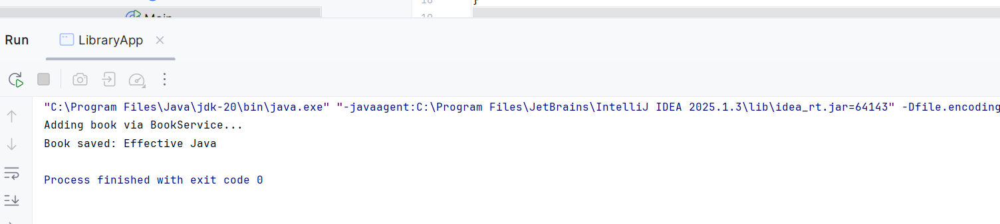 Main
18
}
19
Run
LibraryApp
"C:\Program Files\Java\jdk-20\bin\java.exe" "-javaagent:C:\Program Files\JetBrains\IntelliJ IDEA 2025.1.3\lib\idea_rt.jar=64143" -Dfile.encoding
Adding book via BookService...
Book saved: Effective Java
Process finished with exit code 0